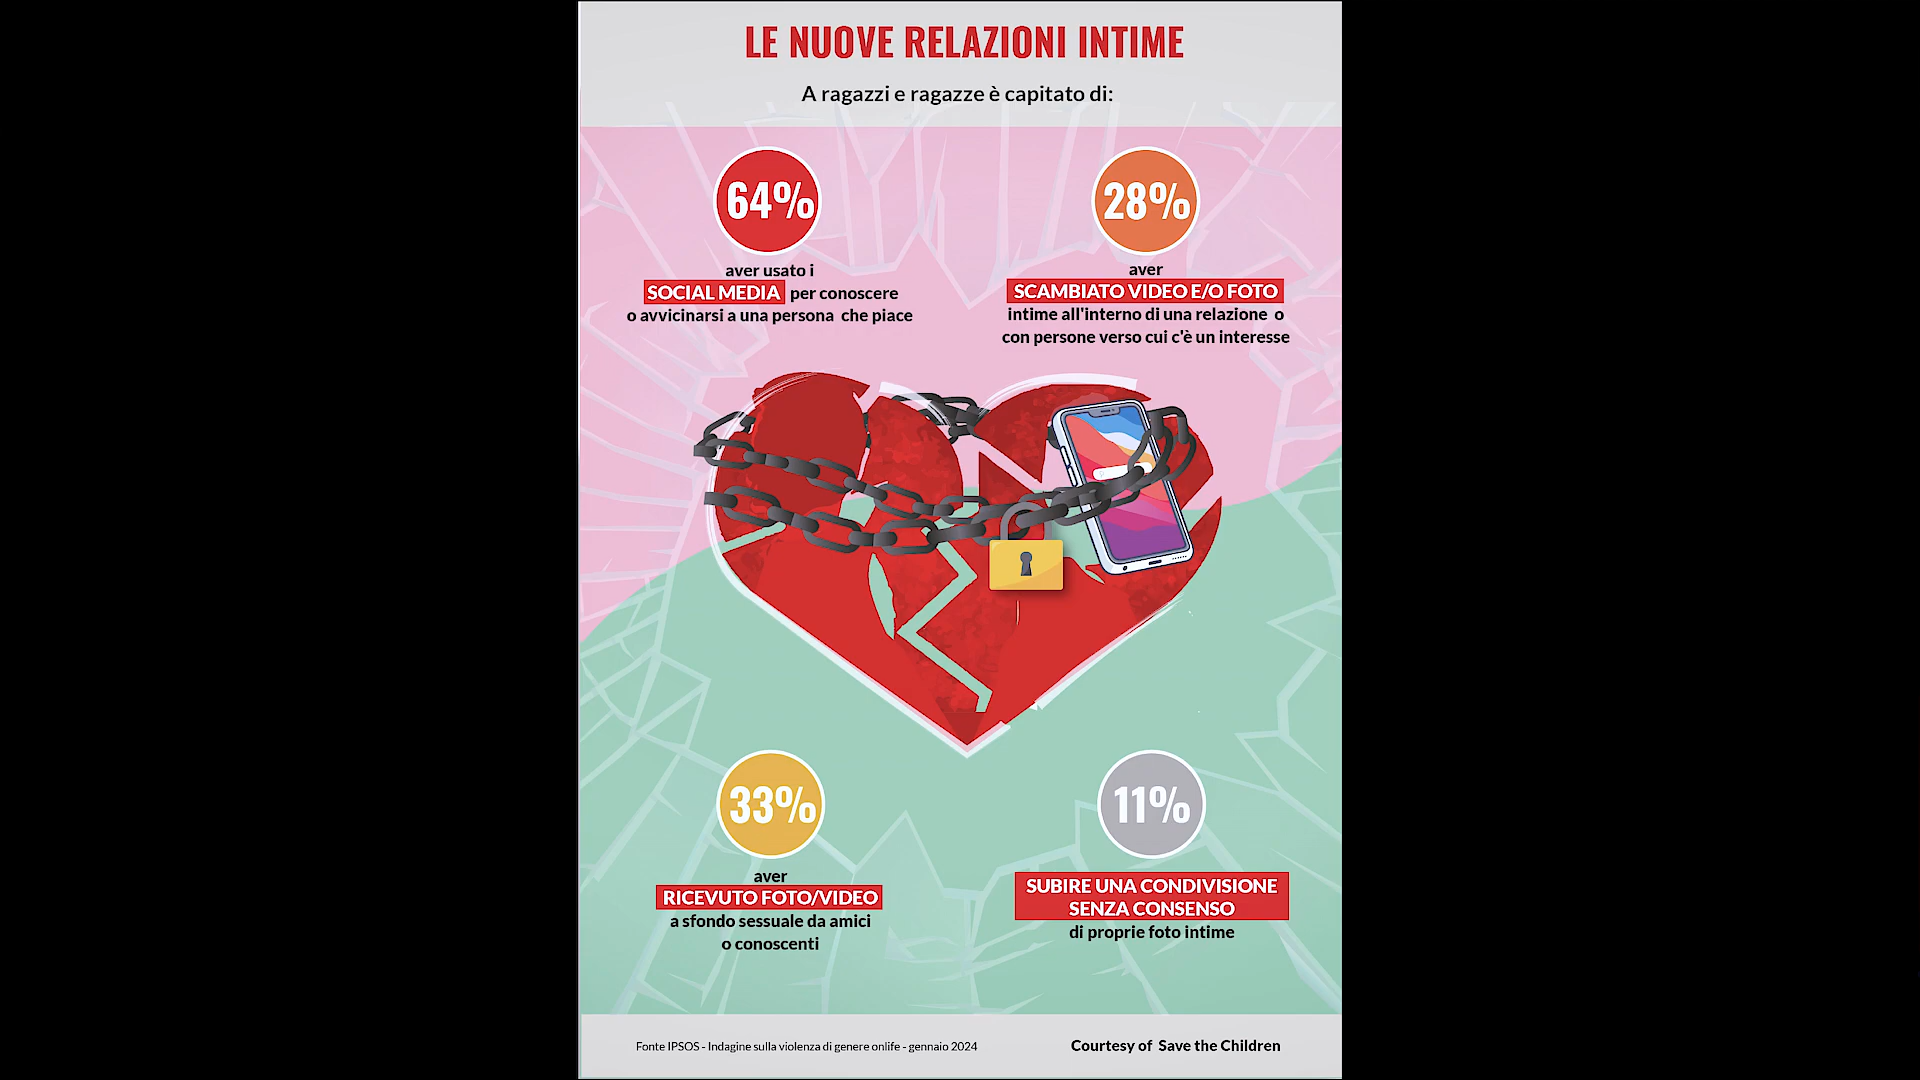 LE NUOVE RELAZIONI INTIME
A ragazzi e ragazze è capitato di:
64%
aver usato i
SOCIAL MEDIA per conoscere
o avvicinarsi a una persona che piace
28%
aver
SCAMBIATO VIDEO E/O FOTO
intime all'interno di una relazione o
con persone verso cui c'è un interesse
33%
aver
RICEVUTO FOTO/VIDEO
a sfondo sessuale da amici
o conoscenti
11%
SUBIRE UNA CONDIVISIONE
SENZA CONSENSO
di proprie foto intime
Fonte IPSOS - Indagine sulla violenza di genere onlife - gennaio 2024
Courtesy of Save the Children